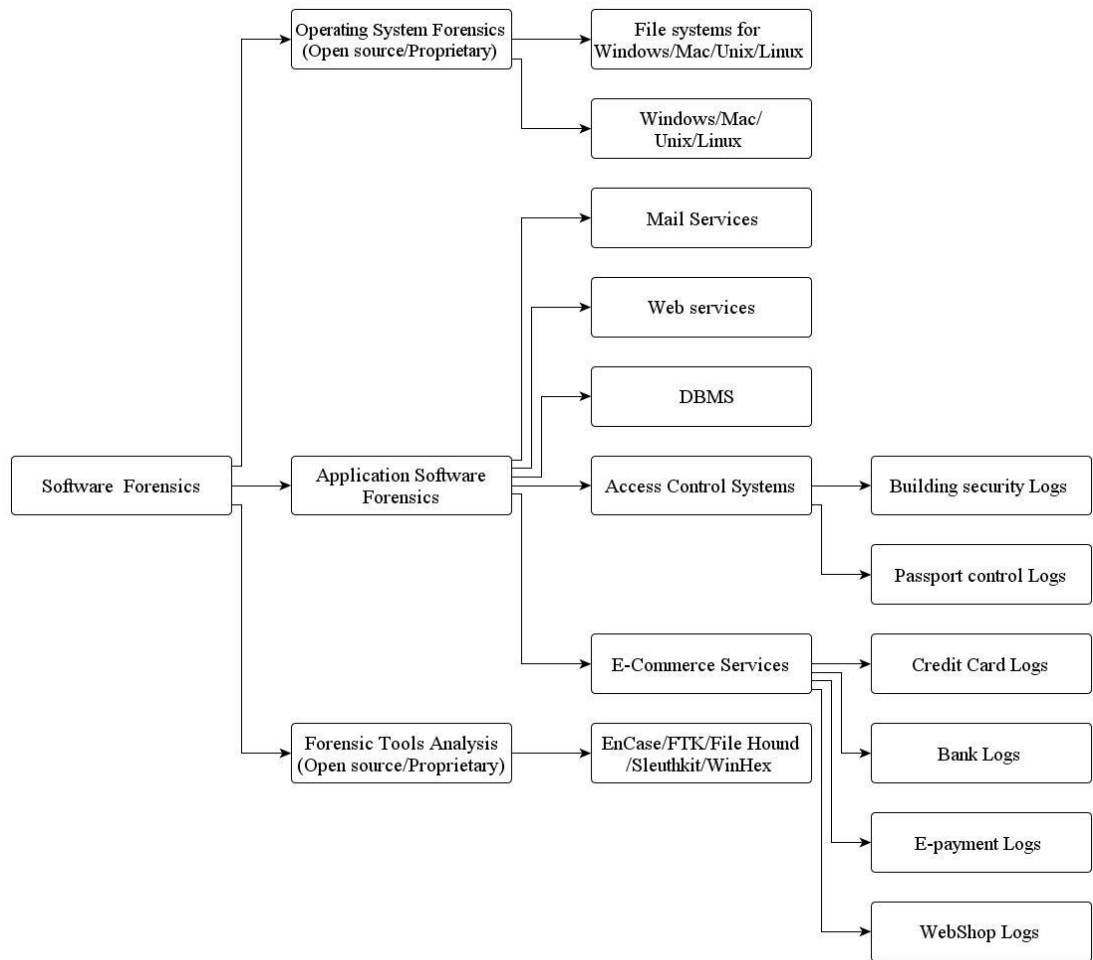 Operating System Forensics
(Open source/Proprietary)
File systems for
Windows/Mac/Unix/Linux
Windows/Mac/
Unix/Linux
Mail Services
Web services
DBMS
Software Forensics
Application Software
Forensics
Access Control Systems
Building security Logs
Passport control Logs
E-Commerce Services
Credit Card Logs
Forensic Tools Analysis
(Open source/Proprietary)
EnCase/FTK/File Hound
/Sleuthkit/WinHex
Bank Logs
E-payment Logs
WebShop Logs